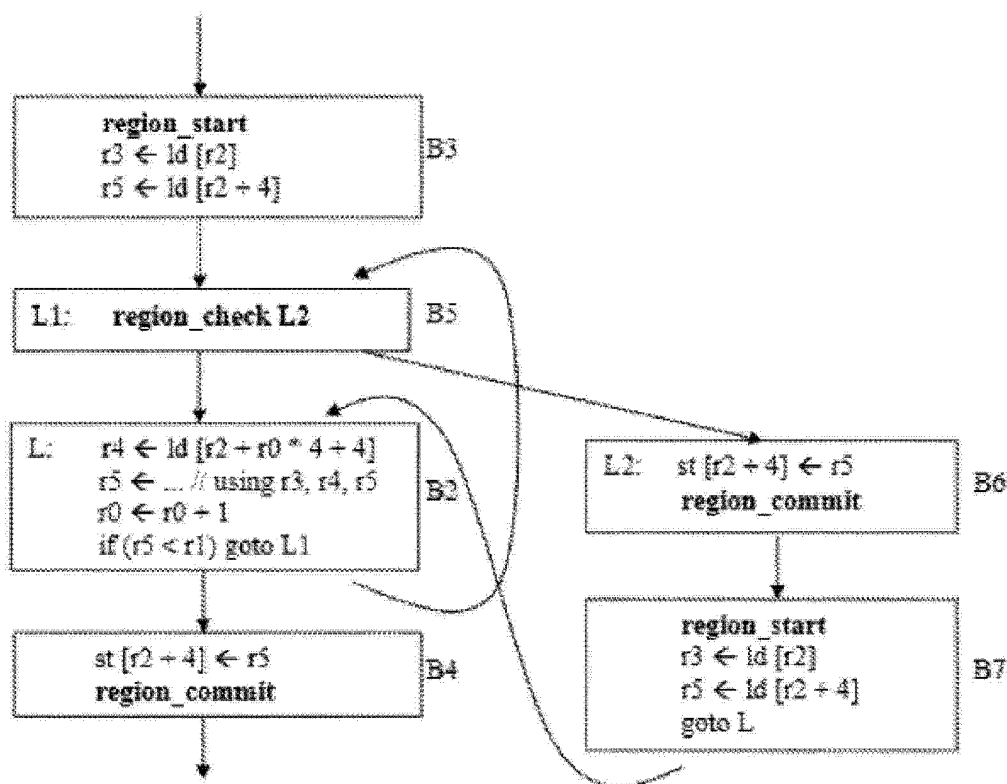 region_start
r3 ← ld [r2]
r5 ← ld [r2 + 4]
B3
L1: region_check L2
B5
L: r4 ← ld [r2 + r0 * 4 + 4]
r5 ← ... // using r3, r4, r5
r0 ← r0 + 1
if (r5 < r1) goto L1
B2
L2: st [r2 + 4] ← r5
region_commit
B6
st [r2 + 4] ← r5
region_commit
B4
region_start
r3 ← ld [r2]
r5 ← ld [r2 + 4]
goto L
B7